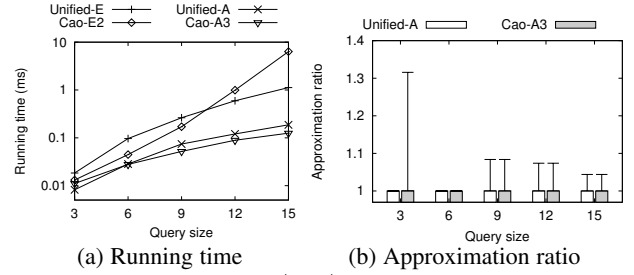 Unified-E
Unified-A
Cao-E2
Cao-A3
Running time (ms)
10
1
0.1
0.01
3
6
9
12
15
Query size
(a) Running time
Unified-A
Cao-A3
Approximation ratio
1.4
1.3
1.2
1.1
1
3
6
9
12
15
Query size
(b) Approximation ratio